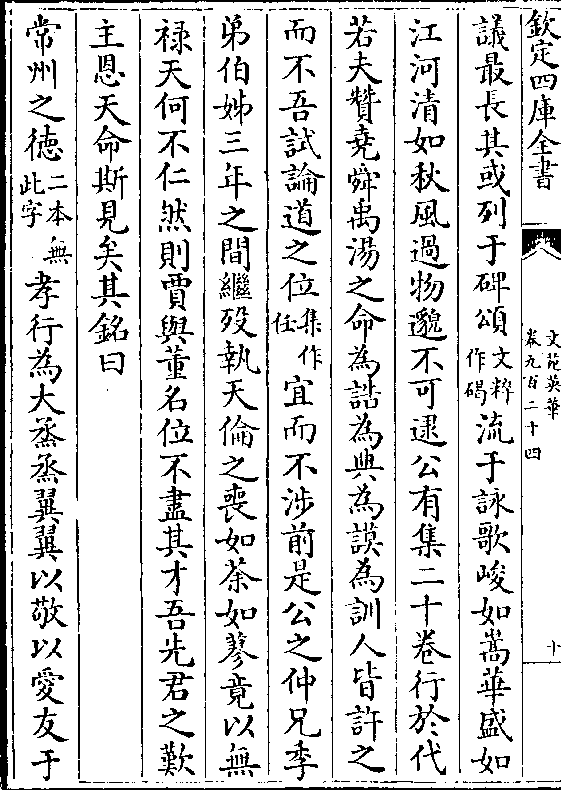 欽定四庫全書
文苑英華
卷九百二十四
十
議最長其或列于碑頌文粹作碣流于詠歌峻如嵩華盛如
江河清如秋風過物邈不可逮公有集二十卷行於代
若夫贊堯舜禹湯之命為誥為典為謨為訓人皆許之
而不吾試論道之位集作任宜而不涉前是公之仲兄季
弟伯姊三年之間繼歿執天倫之喪如荼如蓼竟以無
禄天何不仁然則賈與董名位不盡其才吾先君之歎
主恩天命斯見矣其銘曰
常州之德二本無此字孝行為大烝烝翼翼以敬以愛友于